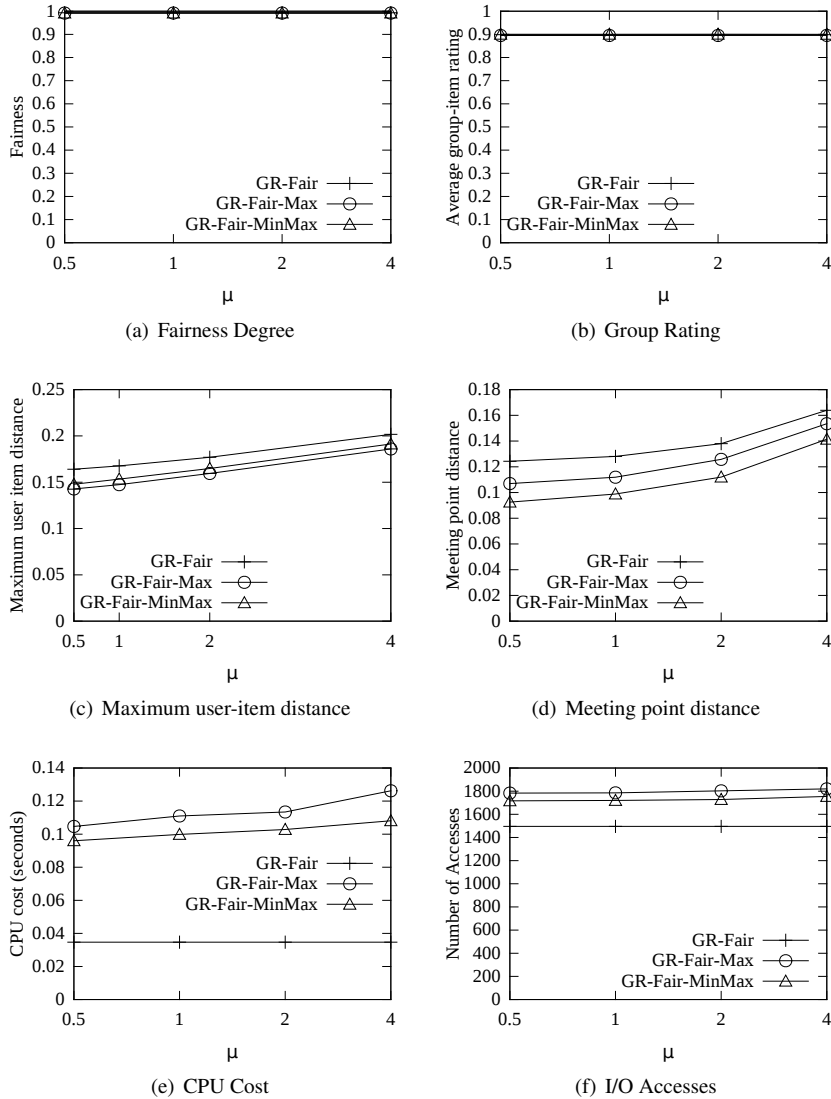 1
0.9
0.8
0.7
0.6
0.5
0.4
0.3
0.2
0.1
0
Fairness
GR-Fair
GR-Fair-Max
GR-Fair-MinMax
0.5 1 2 4
μ
(a) Fairness Degree
1
0.9
0.8
0.7
0.6
0.5
0.4
0.3
0.2
0.1
0
Average group-item rating
GR-Fair
GR-Fair-Max
GR-Fair-MinMax
0.5 1 2 4
μ
(b) Group Rating
0.25
0.2
0.15
0.1
0.05
0
Maximum user item distance
GR-Fair
GR-Fair-Max
GR-Fair-MinMax
0.5 1 2 4
μ
(c) Maximum user-item distance
0.18
0.16
0.14
0.12
0.1
0.08
0.06
0.04
0.02
0
Meeting point distance
GR-Fair
GR-Fair-Max
GR-Fair-MinMax
0.5 1 2 4
μ
(d) Meeting point distance
0.14
0.12
0.1
0.08
0.06
0.04
0.02
0
CPU cost (seconds)
GR-Fair
GR-Fair-Max
GR-Fair-MinMax
0.5 1 2 4
μ
(e) CPU Cost
2000
1800
1600
1400
1200
1000
800
600
400
200
0
Number of Accesses
GR-Fair
GR-Fair-Max
GR-Fair-MinMax
0.5 1 2 4
μ
(f) I/O Accesses